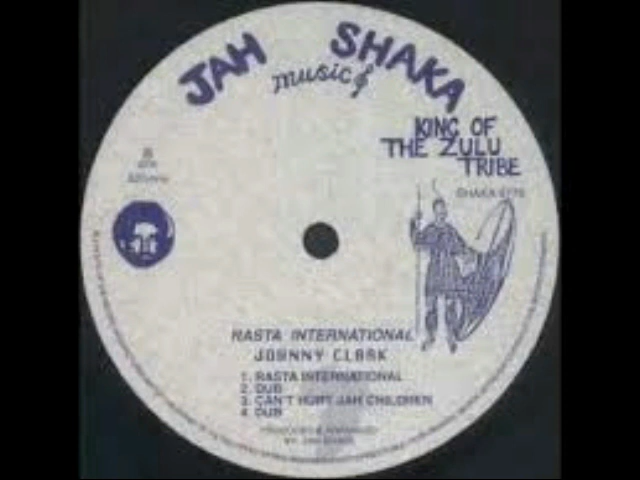 JAH SHAKA
music
KING OF
THE ZULU
TRIBE
RASTA INTERNATIONAL
JOHNNY CLARK
1. RASTA INTERNATIONAL
2. DUB
3. CAN'T HURT JAH CHILDREN
4 DUB